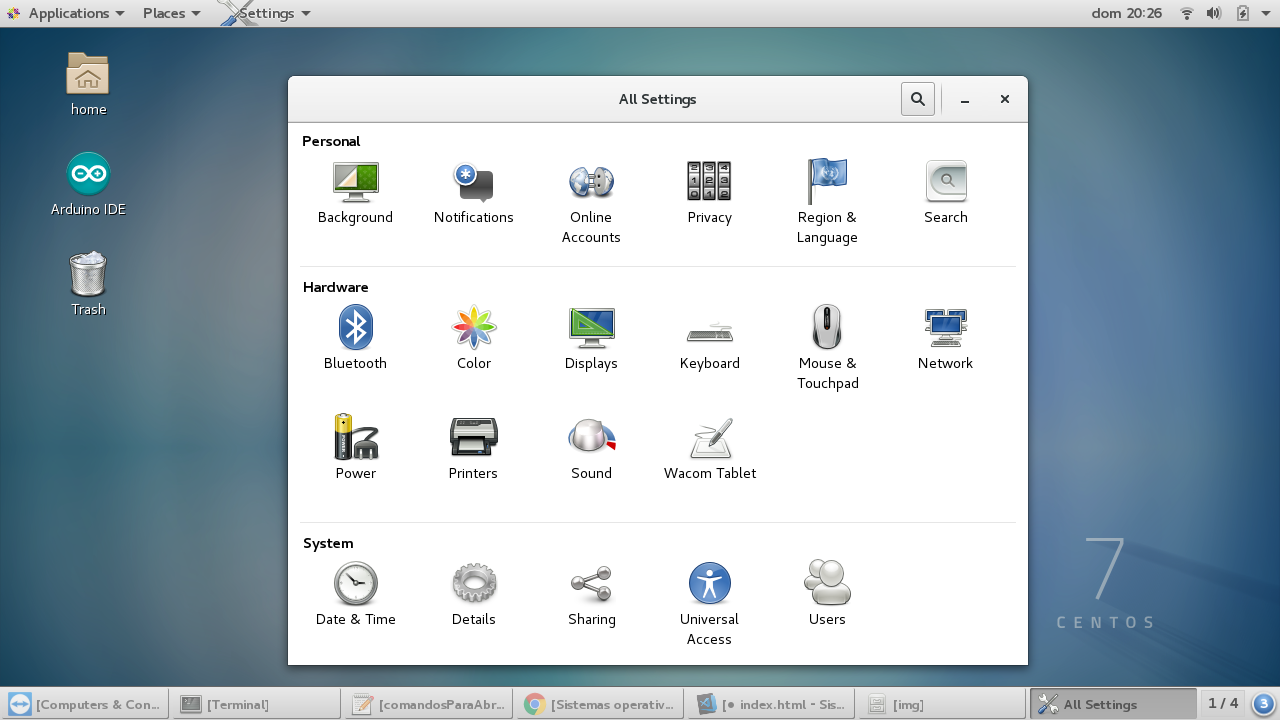 Applications Places Settings dom 20:26
home
Arduino IDE
Trash
All Settings
Personal
Background Notifications Online Accounts Privacy Region & Language Search
Hardware
Bluetooth Color Displays Keyboard Mouse & Touchpad Network
Power Printers Sound Wacom Tablet
System
Date & Time Details Sharing Universal Access Users
7
CENTOS
[Computers & Con... [Terminal] [comandosParaAbr... [Sistemas operativ... [• index.html - Sis... [img] All Settings 1 / 4 3